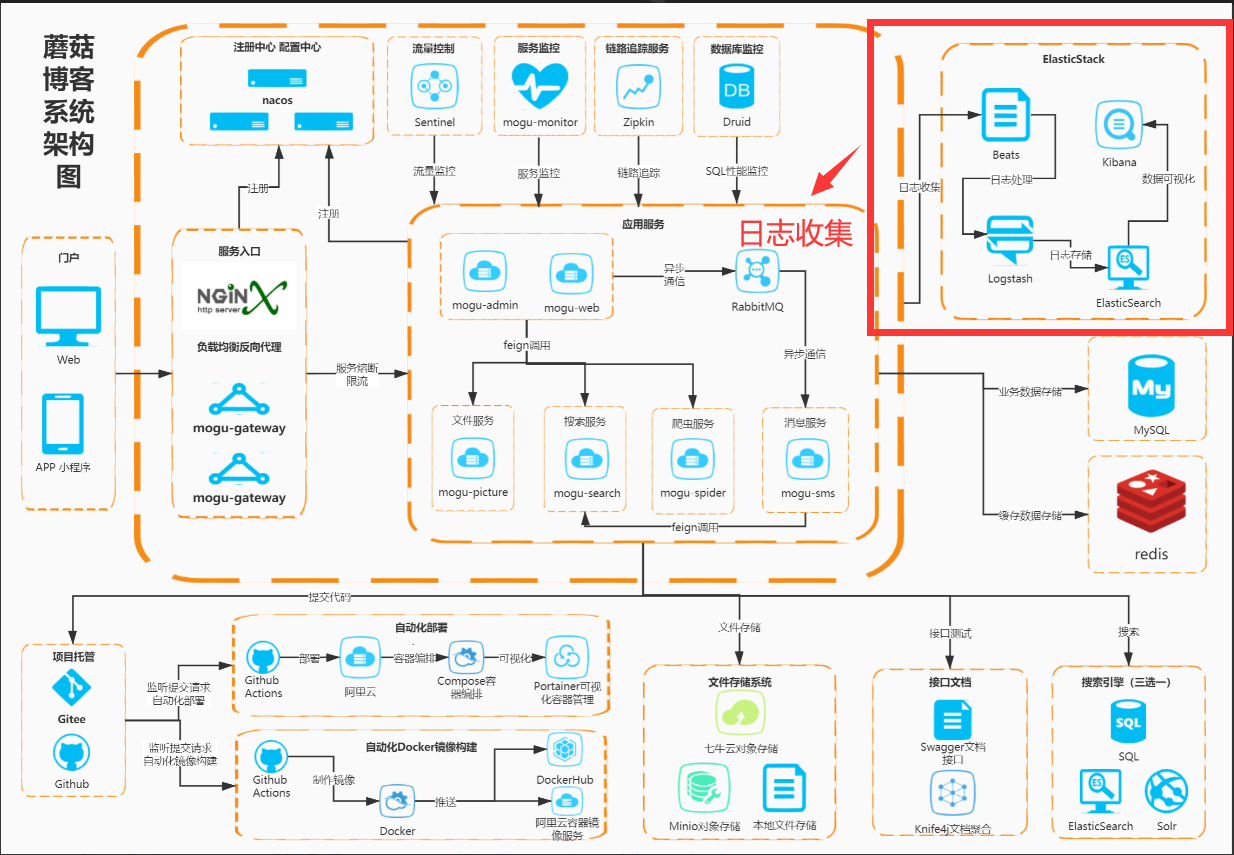 蘑菇
博客
系统
架构
图
注册中心 配置中心
nacos
流量控制
Sentinel
服务监控
mogu-monitor
链路追踪服务
Zipkin
数据库监控
DB
Druid
流量监控
服务监控
链路追踪
SQL性能监控
注册
注册
门户
Web
APP 小程序
服务入口
NGiNX
http server
负载均衡反向代理
mogu-gateway
mogu-gateway
服务熔断
限流
应用服务
日志收集
mogu-admin
mogu-web
异步
通信
RabbitMQ
feign调用
异步通信
文件服务
mogu-picture
搜索服务
mogu-search
爬虫服务
mogu-spider
消息服务
mogu-sms
feign调用
ElasticStack
日志收集
Beats
日志处理
Logstash
日志存储
ES
ElasticSearch
数据可视化
Kibana
业务数据存储
My
MySQL
缓存数据存储
redis
提交代码
文件存储
接口测试
搜索
项目托管
Gitee
Github
监听提交请求
自动化部署
监听提交请求
自动化镜像构建
自动化部署
Github
Actions
部署
阿里云
容器编排
Compose容
器编排
可视化
Portainer可视
化容器管理
自动化Docker镜像构建
Github
Actions
制作镜像
Docker
推送
DockerHub
阿里云容器镜
像服务
文件存储系统
七牛云对象存储
Minio对象存储
本地文件存储
接口文档
Swagger文档
接口
Knife4j文档聚合
搜索引擎（三选一）
SQL
SQL
ES
ElasticSearch
Solr